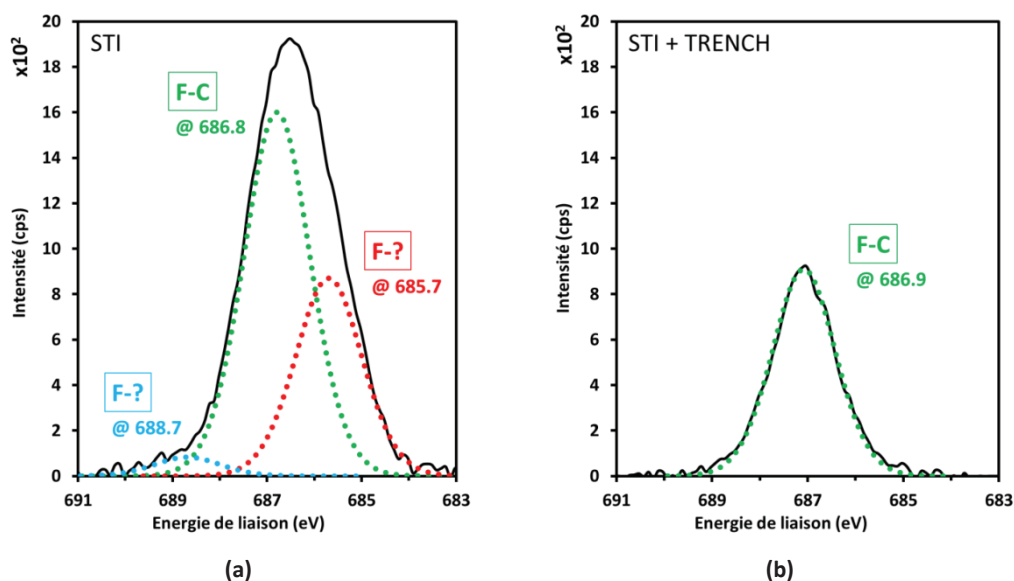 x10²
20
18
16
14
12
10
8
6
4
2
0
Intensité (cps)
STI
F-C
@ 686.8
F-?
@ 685.7
F-?
@ 688.7
691 689 687 685 683
Energie de liaison (eV)
(a)
x10²
20
18
16
14
12
10
8
6
4
2
0
Intensité (cps)
STI + TRENCH
F-C
@ 686.9
691 689 687 685 683
Energie de liaison (eV)
(b)